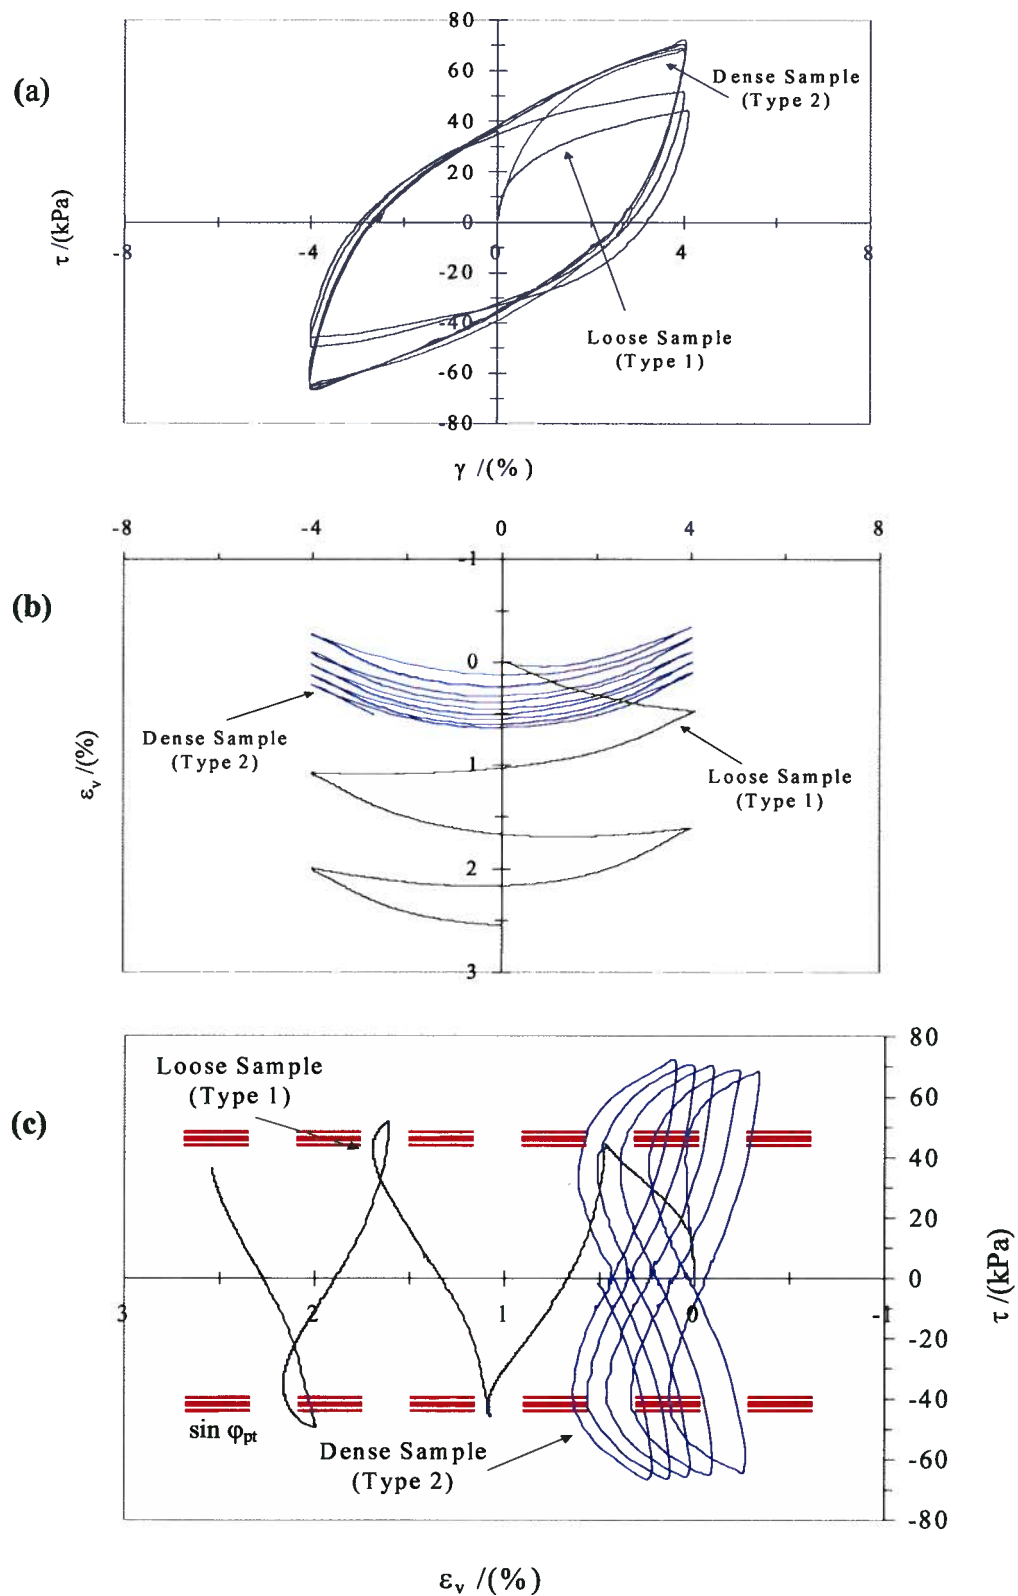 (a)
80
60
40
20
0
-20
-40
-60
-80
-8
-4
0
4
8
τ /(kPa)
γ /(%)
Dense Sample
(Type 2)
Loose Sample
(Type 1)
(b)
-8
-4
0
4
8
-1
0
1
2
3
εv /(%)
Dense Sample
(Type 2)
Loose Sample
(Type 1)
(c)
Loose Sample
(Type 1)
80
60
40
20
0
-20
-40
-60
-80
3
2
1
0
-1
τ /(kPa)
sin φpt
Dense Sample
(Type 2)
εv /(%)